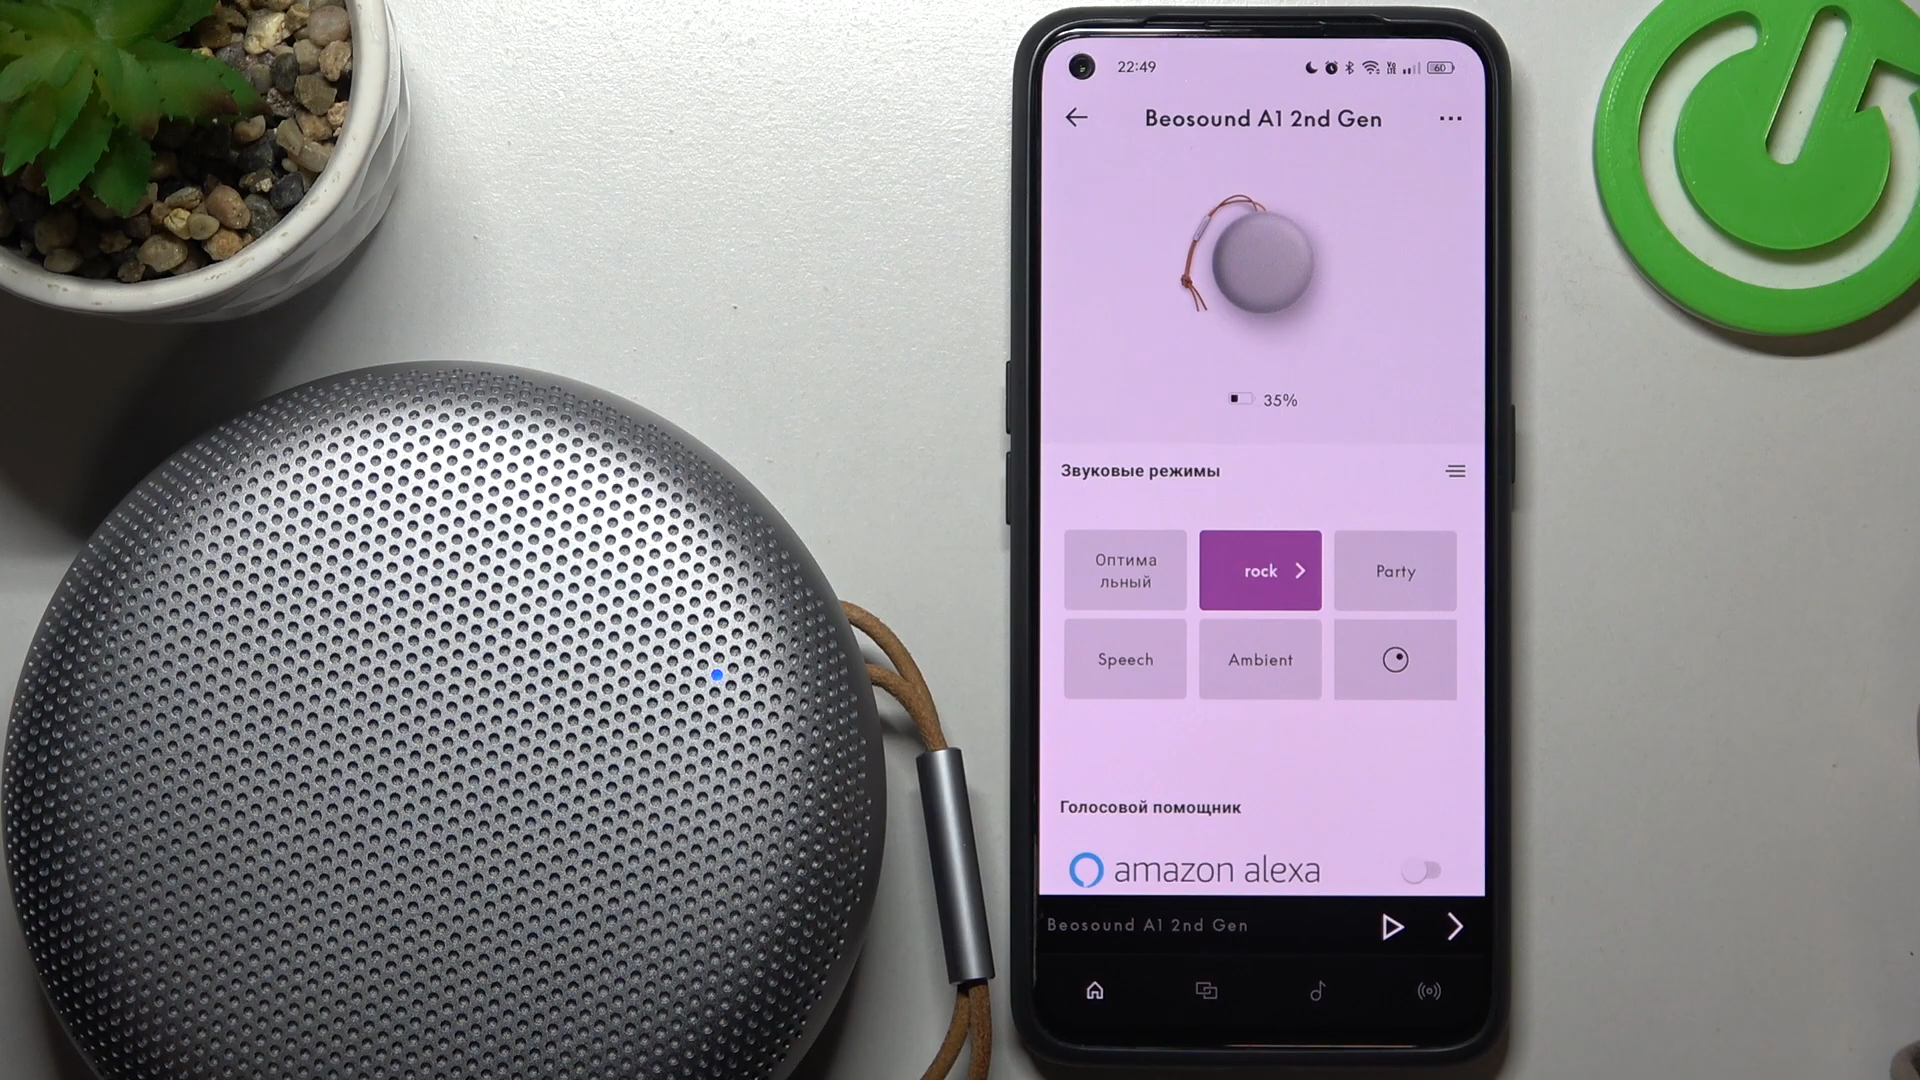 22:49
60
Beosound A1 2nd Gen
35%
Звуковые режимы
Оптима
льный
rock
Party
Speech
Ambient
Голосовой помощник
amazon alexa
Beosound A1 2nd Gen